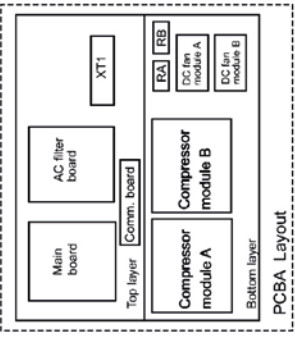 XT1
AC filter
board
Main
board
Comm. board
Top layer
RA
RB
DC fan
module A
DC fan
module B
Compressor
module B
Compressor
module A
Bottom layer
PCBA Layout